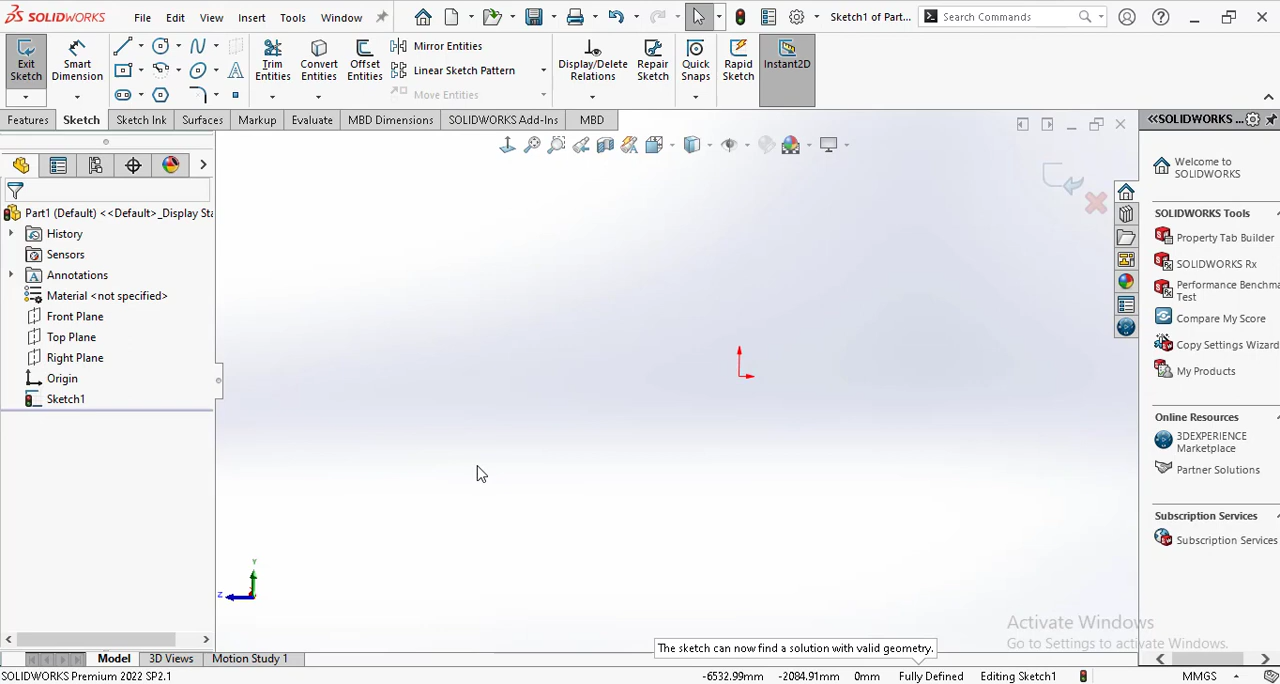 SOLIDWORKS File Edit View Insert Tools Window Sketch1 of Part... Search Commands
Exit Sketch
Smart Dimension
Trim Entities
Convert Entities
Offset Entities
Mirror Entities
Linear Sketch Pattern
Move Entities
Display/Delete Relations
Repair Sketch
Quick Snaps
Rapid Sketch
Instant2D
Features Sketch Sketch Ink Surfaces Markup Evaluate MBD Dimensions SOLIDWORKS Add-Ins MBD
<<SOLIDWORKS ...
Part1 (Default) <<Default>_Display Sta
History
Sensors
Annotations
Material <not specified>
Front Plane
Top Plane
Right Plane
Origin
Sketch1
Y
Z
Welcome to
SOLIDWORKS
SOLIDWORKS Tools
Property Tab Builder
SOLIDWORKS Rx
Performance Benchma
Test
Compare My Score
Copy Settings Wizard
My Products
Online Resources
3DEXPERIENCE
Marketplace
Partner Solutions
Subscription Services
Subscription Services
Activate Windows
Go to Settings to activate Windows.
The sketch can now find a solution with valid geometry.
Model 3D Views Motion Study 1
SOLIDWORKS Premium 2022 SP2.1 -6532.99mm -2084.91mm 0mm Fully Defined Editing Sketch1 MMGS